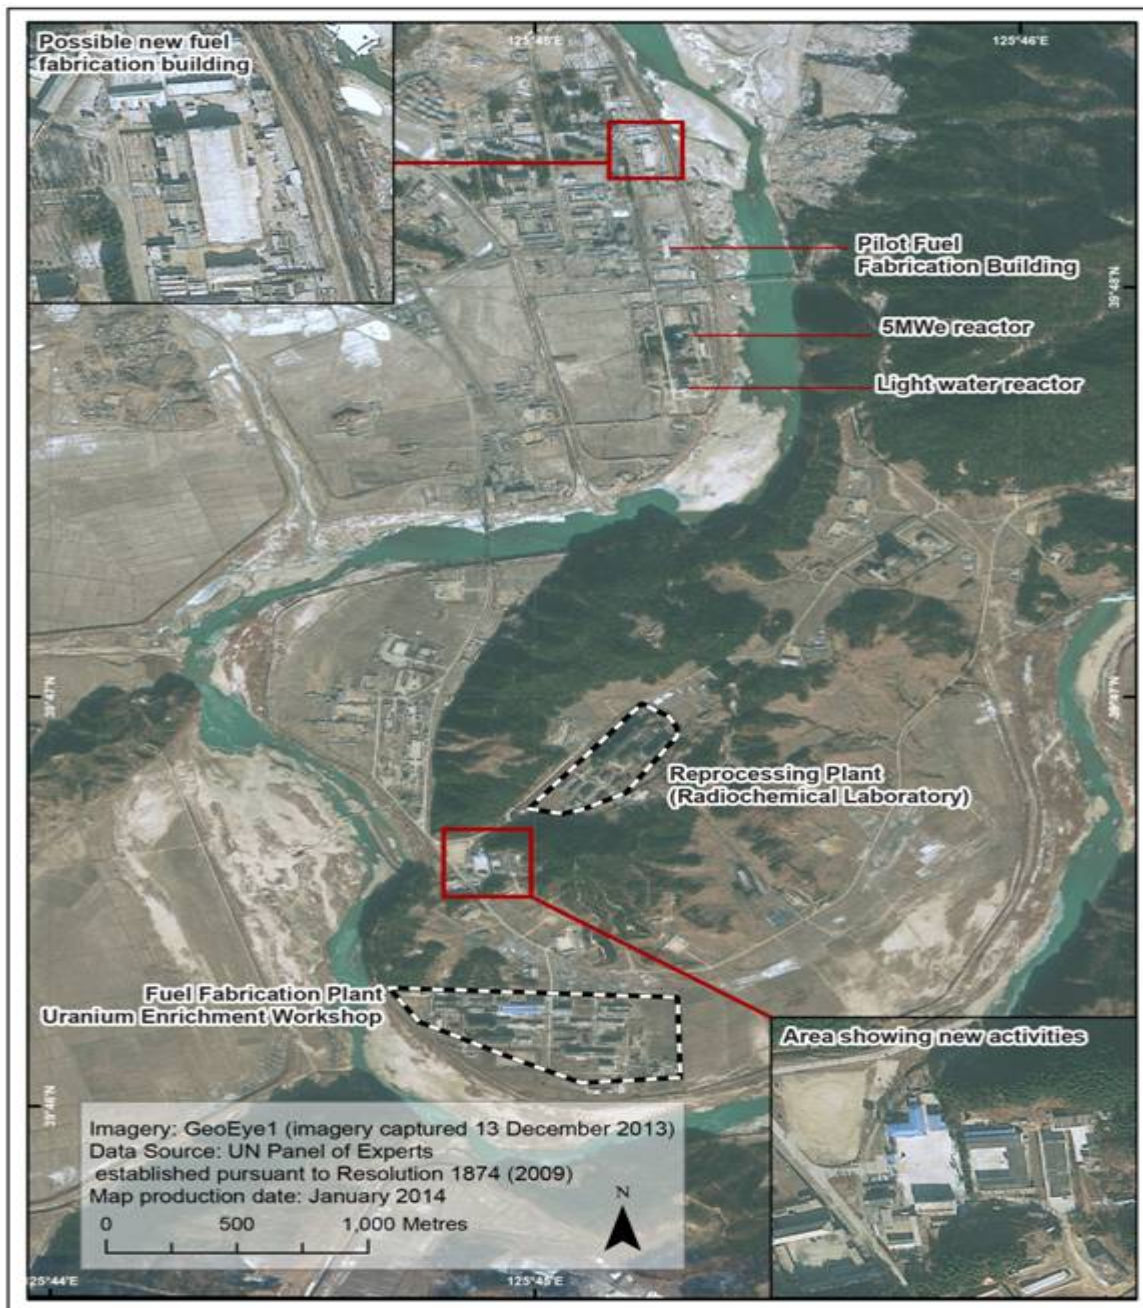 Possible new fuel
fabrication building
125°45'E
125°46'E
Pilot Fuel
Fabrication Building
39°48'N
5MWe reactor
Light water reactor
39°47'N
39°47'N
Reprocessing Plant
(Radiochemical Laboratory)
Fuel Fabrication Plant
Uranium Enrichment Workshop
Area showing new activities
39°46'N
Imagery: GeoEye1 (imagery captured 13 December 2013)
Data Source: UN Panel of Experts
established pursuant to Resolution 1874 (2009)
Map production date: January 2014
N
0 500 1,000 Metres
125°44'E
125°45'E